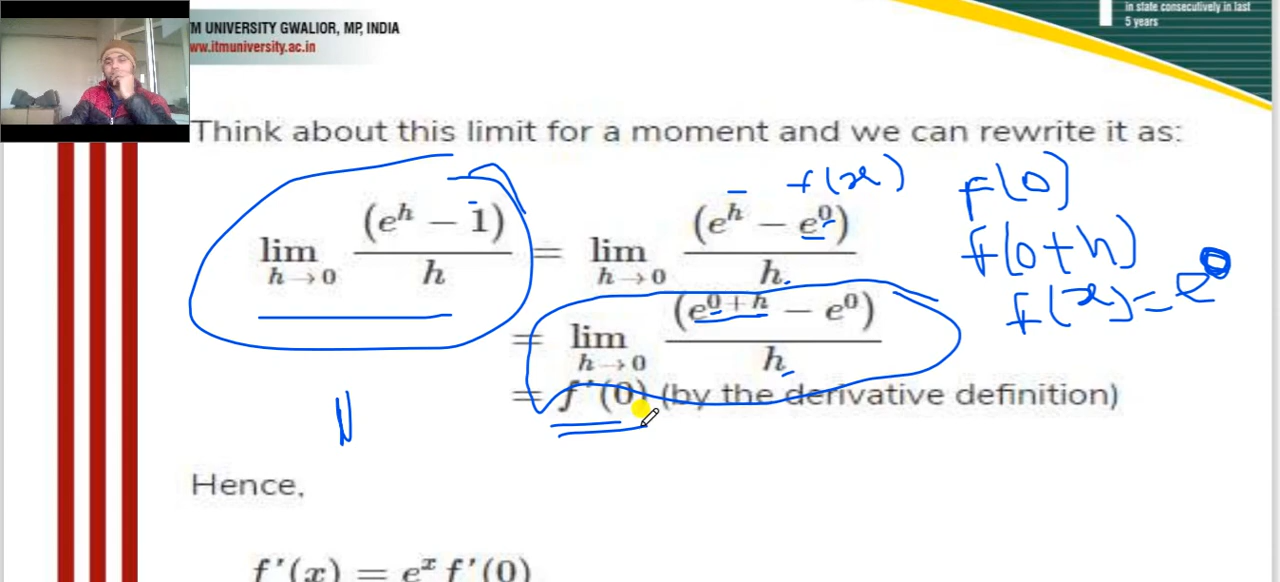 TM UNIVERSITY GWALIOR, MP, INDIA
ww.itmuniversity.ac.in
in state consecutively in last
5 years
Think about this limit for a moment and we can rewrite it as:
lim h→0 (e^h − 1)/h = lim h→0 (e^h − e^0)/h
f(x)
f(0)
f(0+h)
f(x)=e^0
= lim h→0 (e^{0+h} − e^0)/h
= f'(0) (by the derivative definition)
Hence,
f'(x) = e^x f'(0)